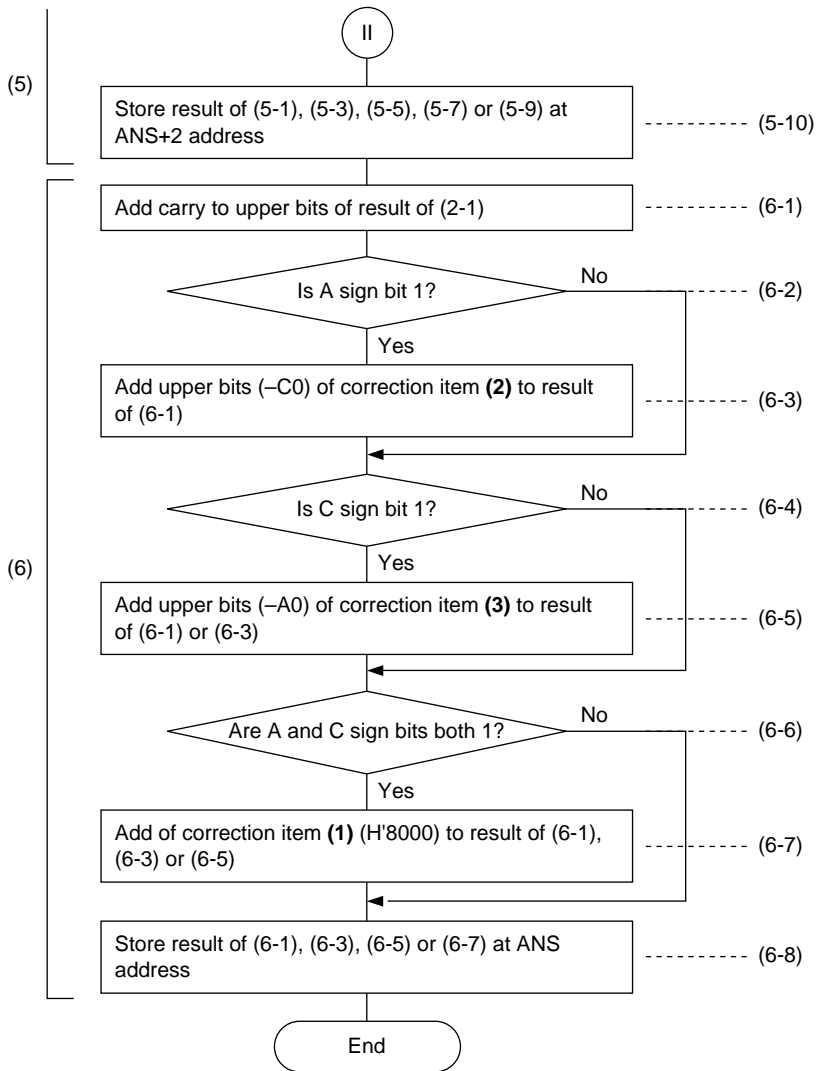 II
(5)
Store result of (5-1), (5-3), (5-5), (5-7) or (5-9) at
ANS+2 address
(5-10)
Add carry to upper bits of result of (2-1)
(6-1)
Is A sign bit 1?
No
(6-2)
Yes
Add upper bits (–C0) of correction item (2) to result
of (6-1)
(6-3)
Is C sign bit 1?
No
(6-4)
Yes
(6)
Add upper bits (–A0) of correction item (3) to result
of (6-1) or (6-3)
(6-5)
Are A and C sign bits both 1?
No
(6-6)
Yes
Add of correction item (1) (H'8000) to result of (6-1),
(6-3) or (6-5)
(6-7)
Store result of (6-1), (6-3), (6-5) or (6-7) at ANS
address
(6-8)
End